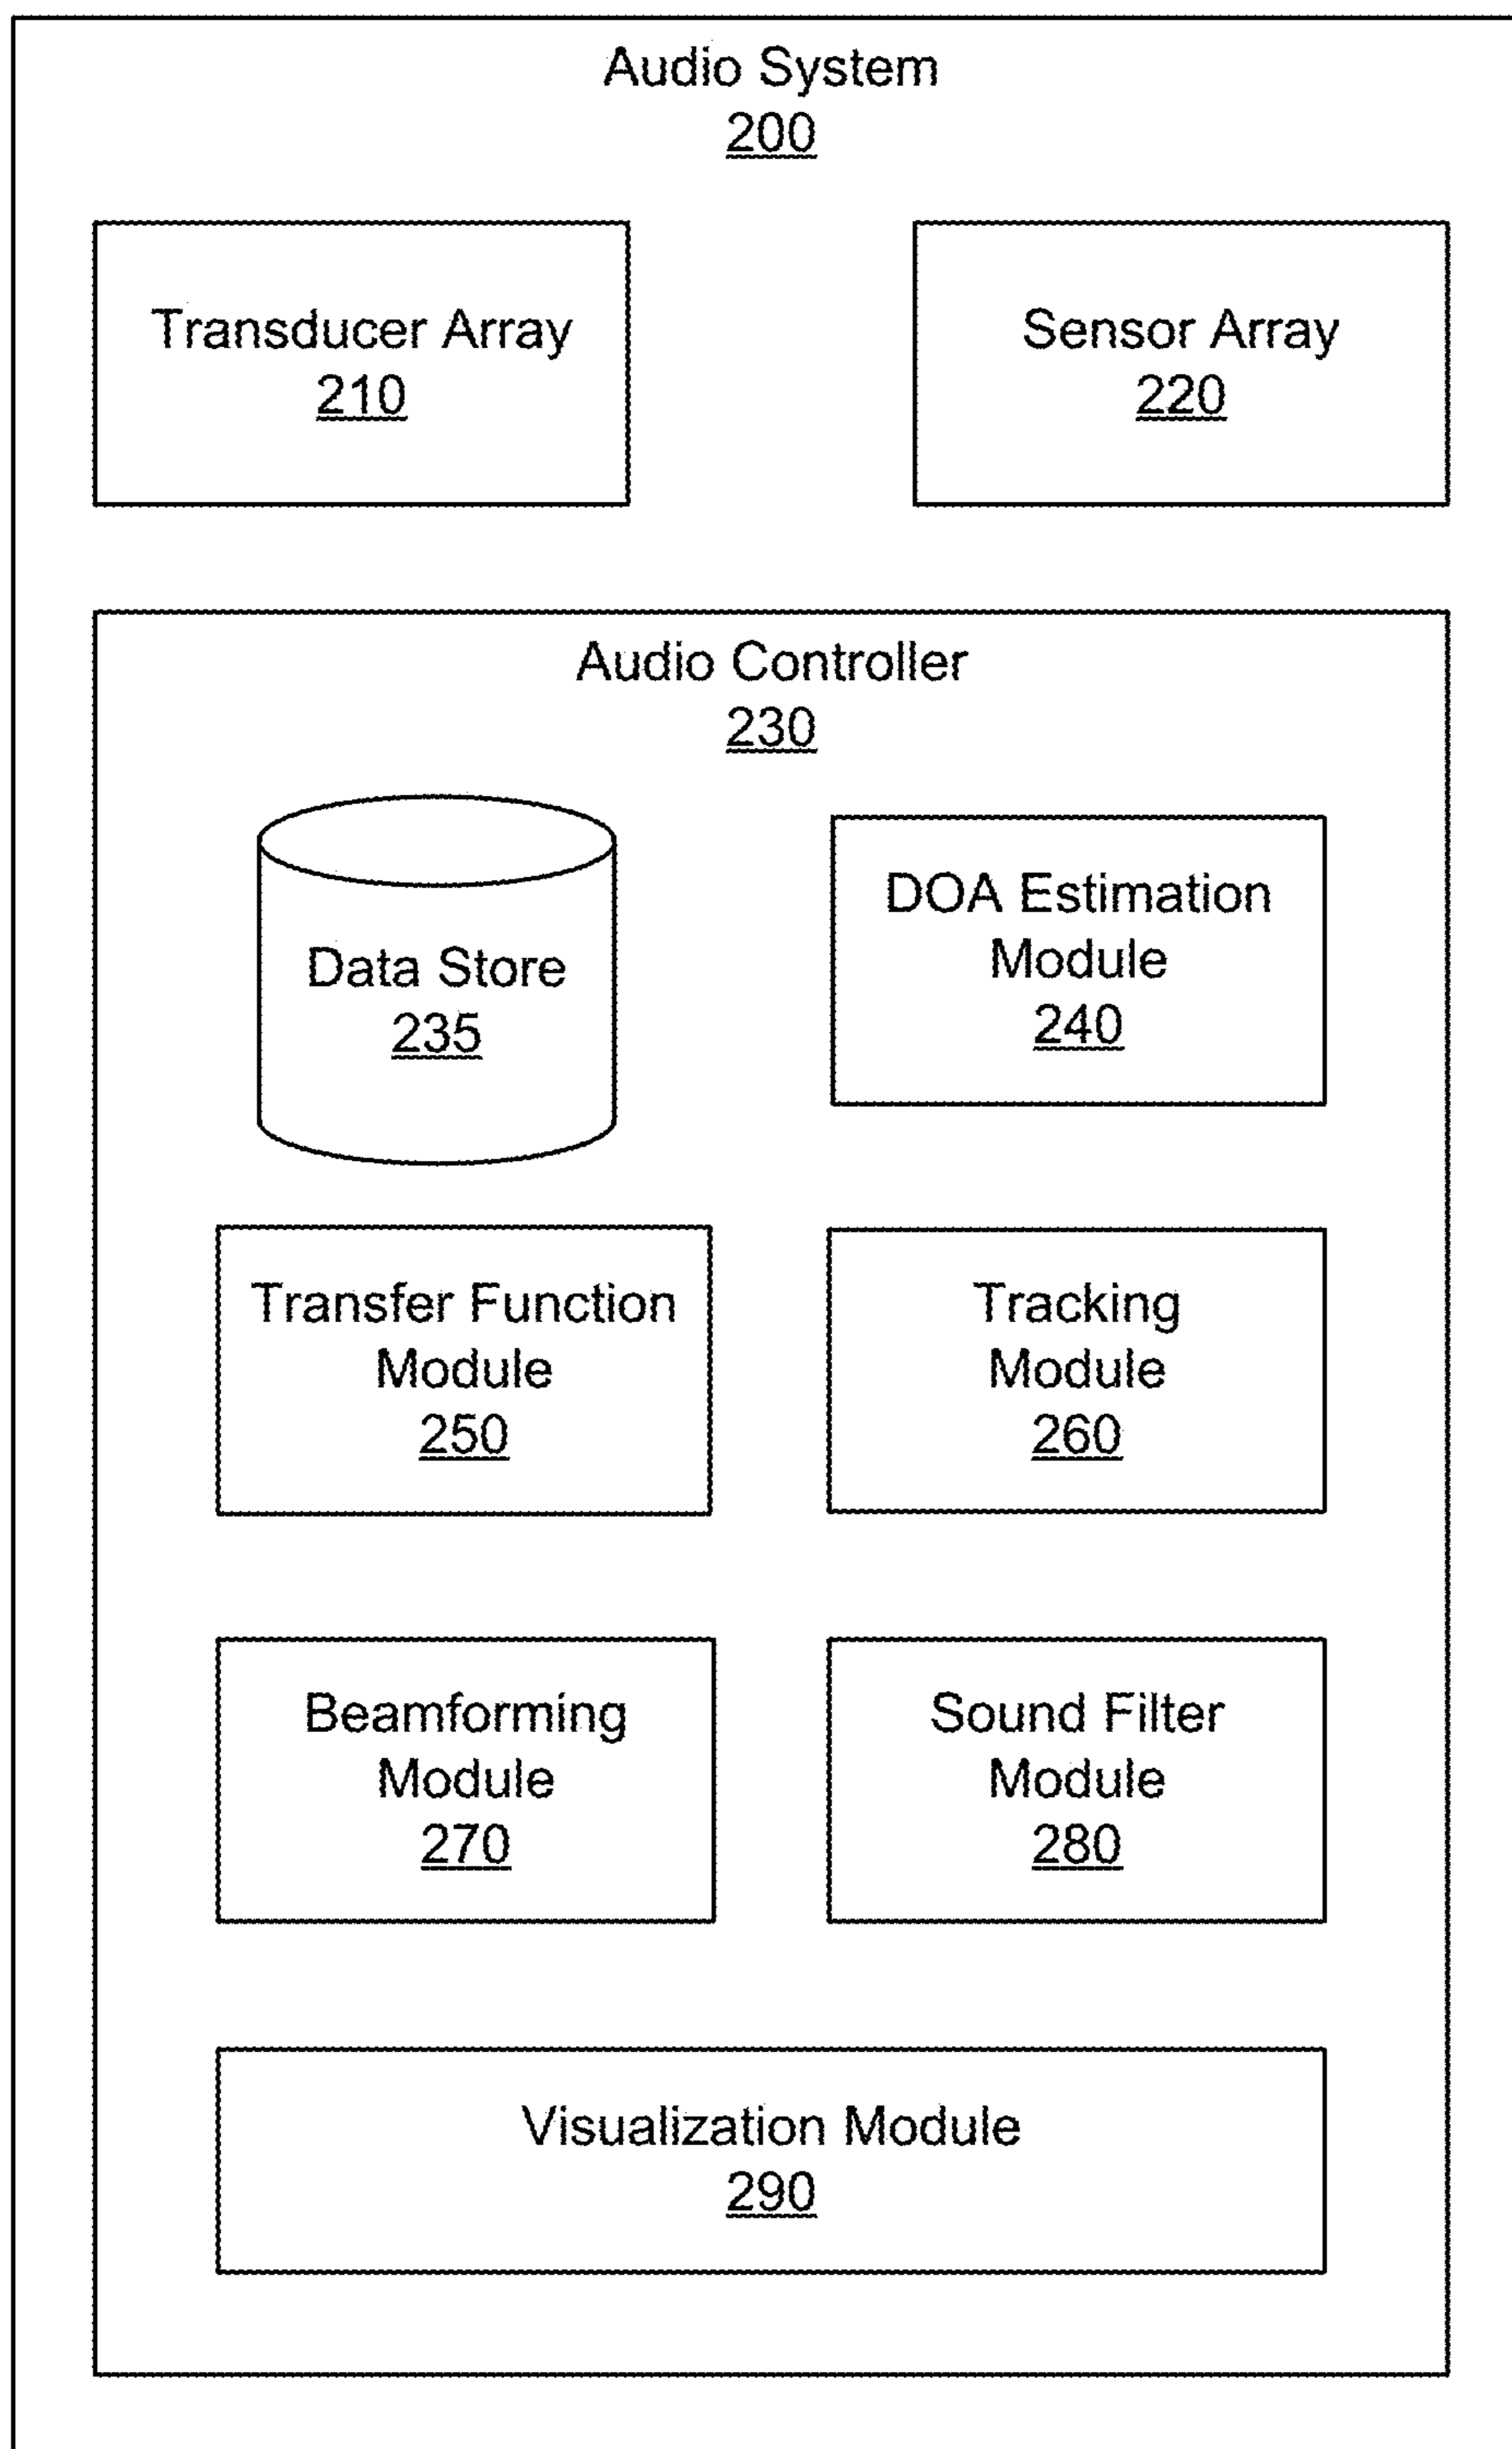 Audio System
200
Transducer Array
210
Sensor Array
220
Audio Controller
230
Data Store
235
DOA Estimation
Module
240
Transfer Function
Module
250
Tracking
Module
260
Beamforming
Module
270
Sound Filter
Module
280
Visualization Module
290